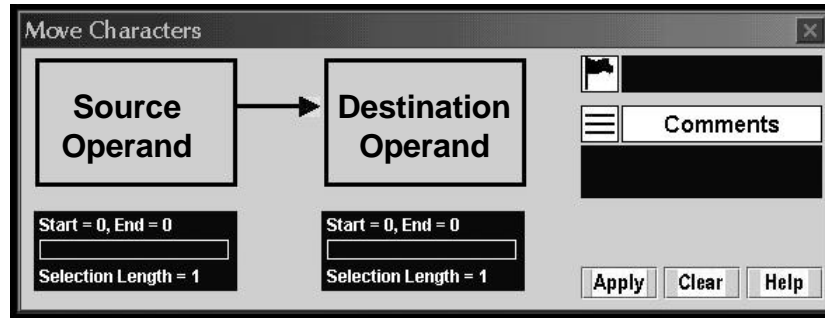 Move Characters
Source
Operand
Destination
Operand
Comments
Start = 0, End = 0
Selection Length = 1
Start = 0, End = 0
Selection Length = 1
Apply Clear Help